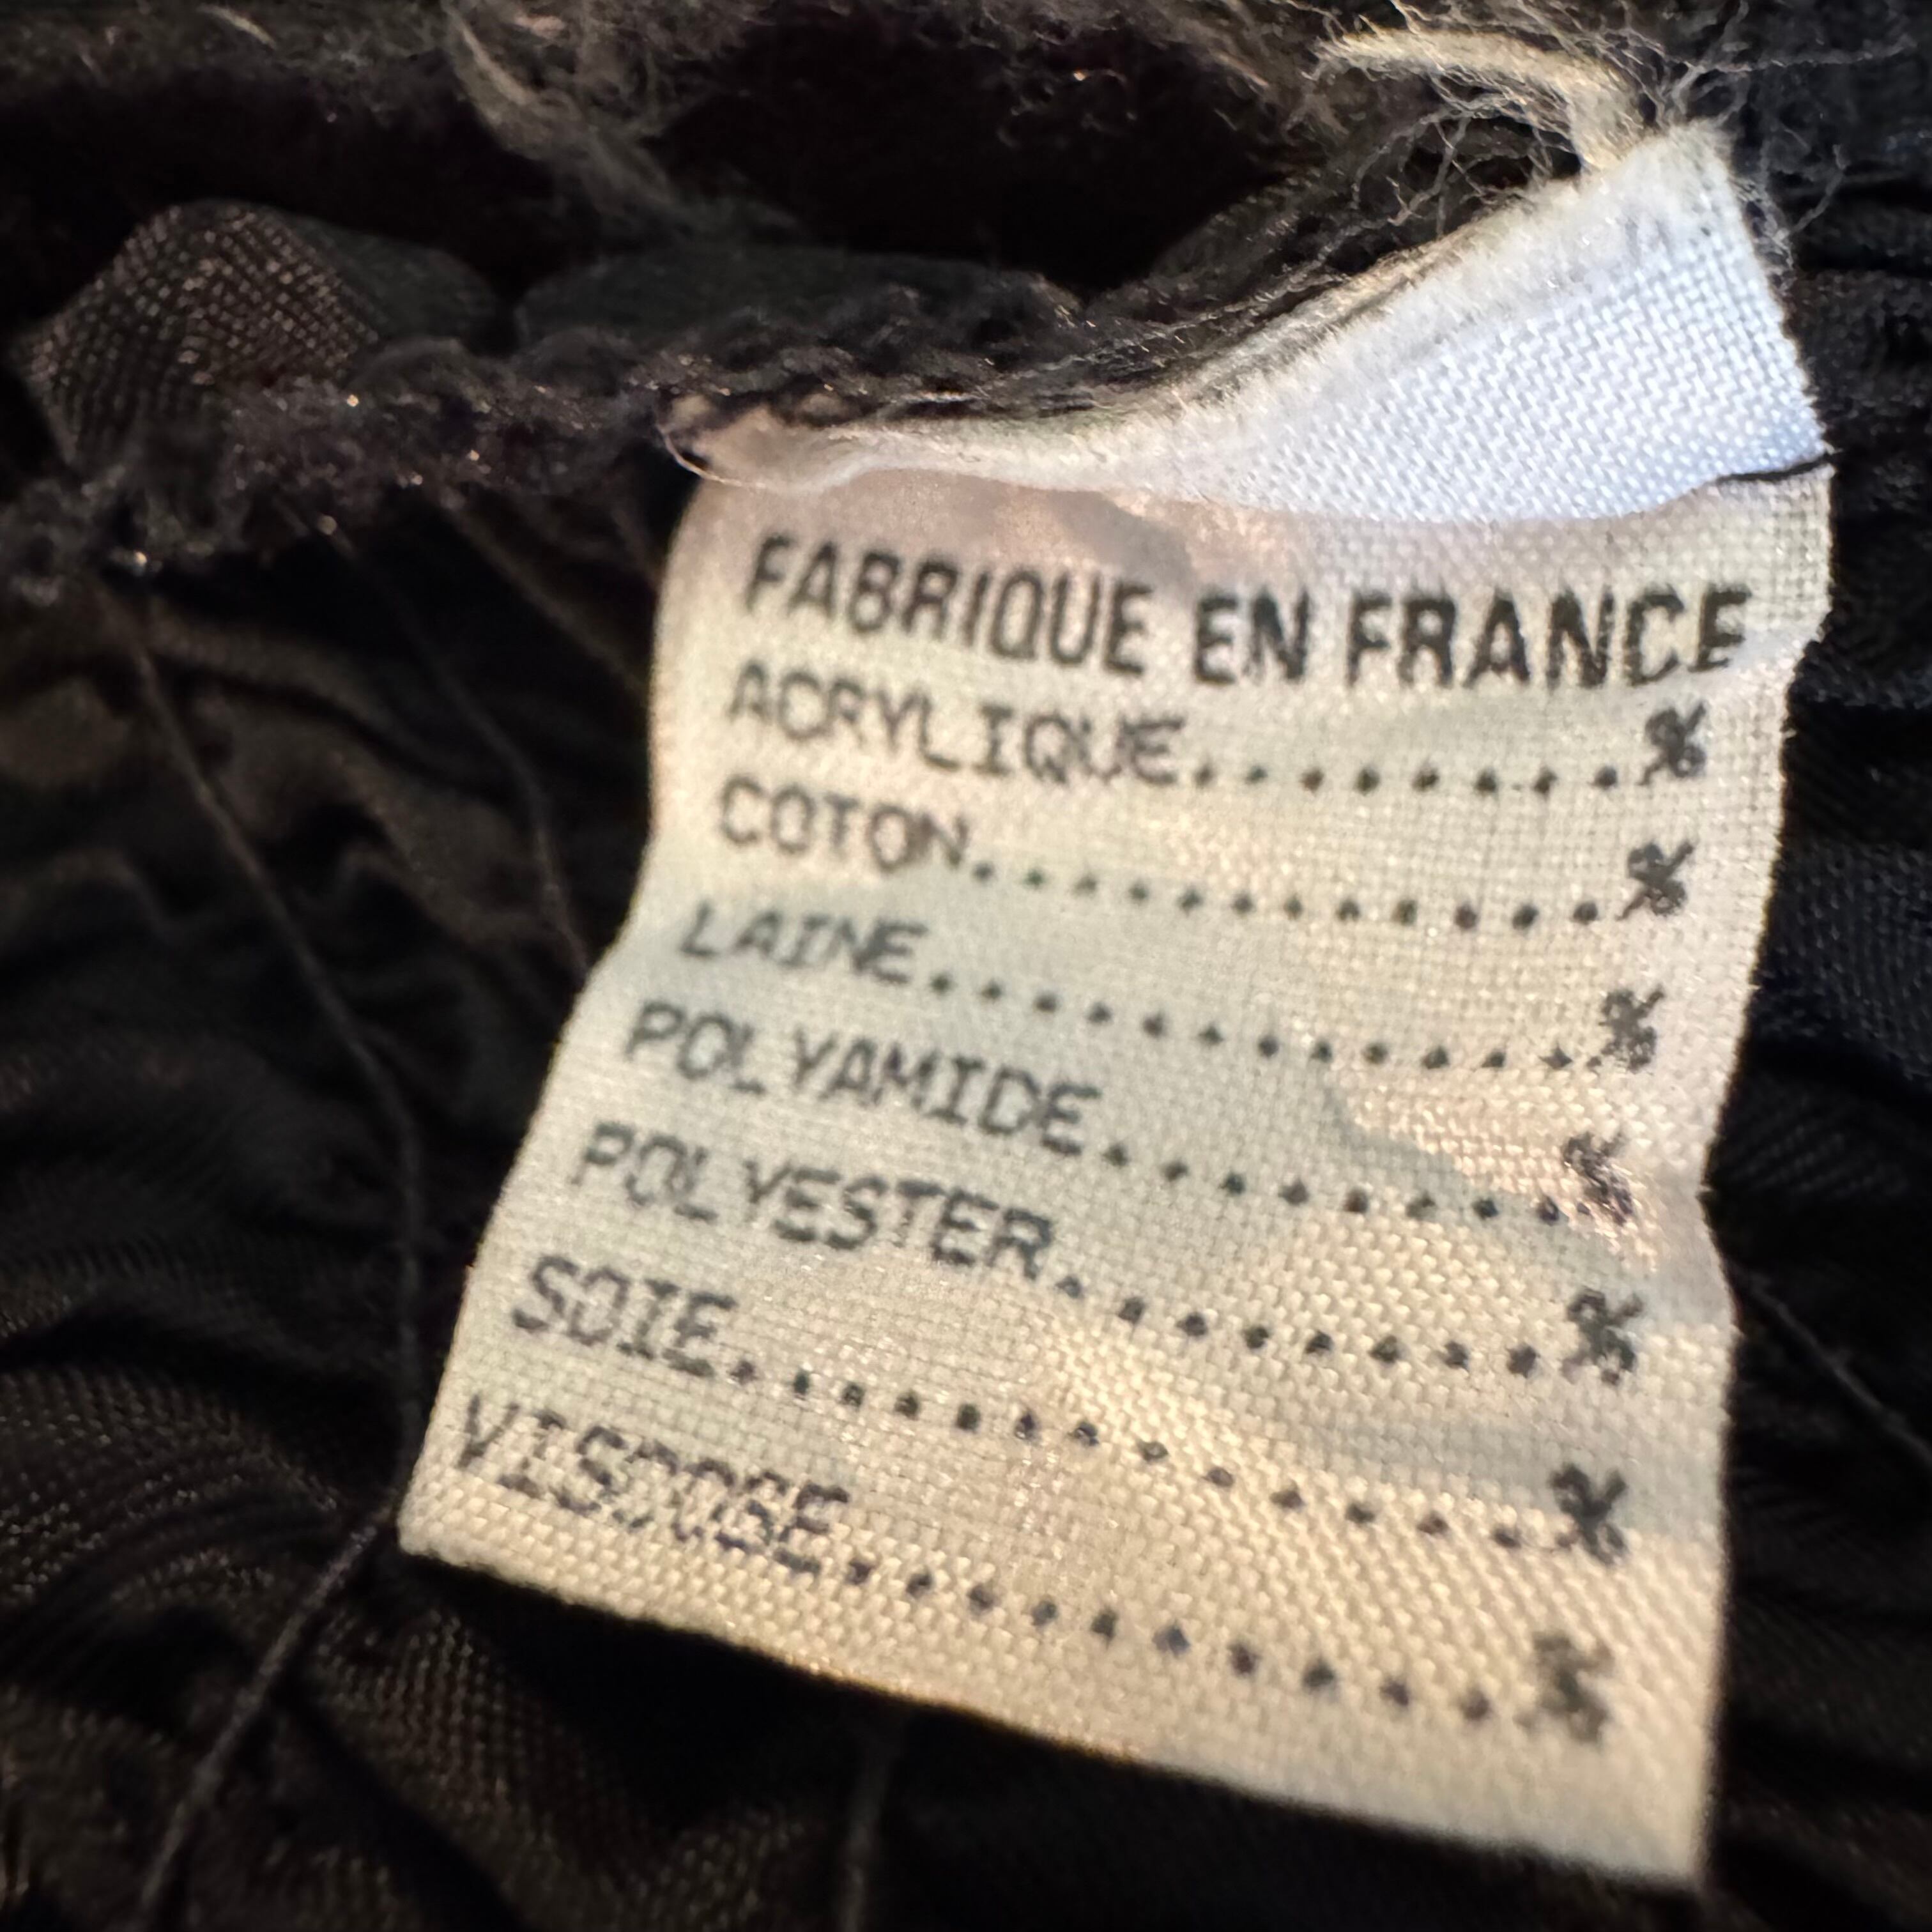 FABRIQUE EN FRANCE
ACRYLIQUE.........%
COTON............%
LAINE............%
POLYAMIDE........%
POLYESTER........%
SOIE.............%
VISCOSE..........%